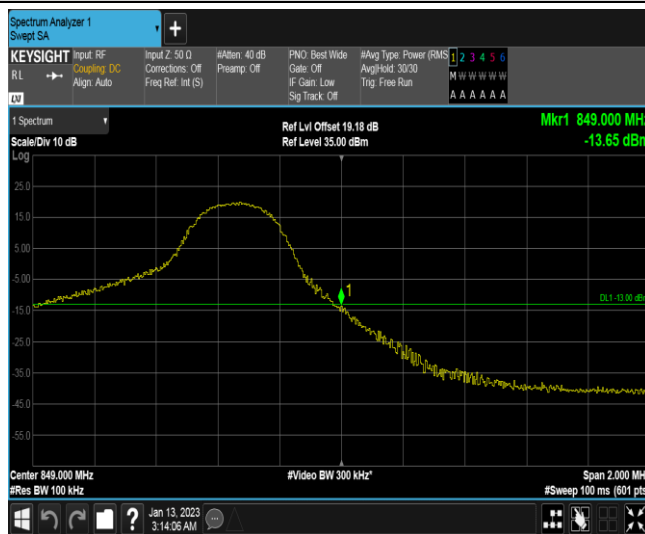 Spectrum Analyzer 1
Swept SA
KEYSIGHT
RL
LXI
Input: RF
Coupling: DC
Align: Auto
Input Z: 50 Ω
Corrections: Off
Freq Ref: Int (S)
#Atten: 40 dB
Preamp: Off
PNO: Best Wide
Gate: Off
IF Gain: Low
Sig Track: Off
#Avg Type: Power (RMS
Avg|Hold: 30/30
Trig: Free Run
1 2 3 4 5 6
M W W W W W
A A A A A A
1 Spectrum
Scale/Div 10 dB
Log
Ref Lvl Offset 19.18 dB
Ref Level 35.00 dBm
Mkr1 849.000 MHz
-13.65 dBm
25.0
15.0
5.00
-5.00
-15.0
-25.0
-35.0
-45.0
-55.0
1
DL1 -13.00 dBm
Center 849.000 MHz
#Res BW 100 kHz
#Video BW 300 kHz*
Span 2.000 MHz
#Sweep 100 ms (601 pts)
?
Jan 13, 2023
3:14:06 AM